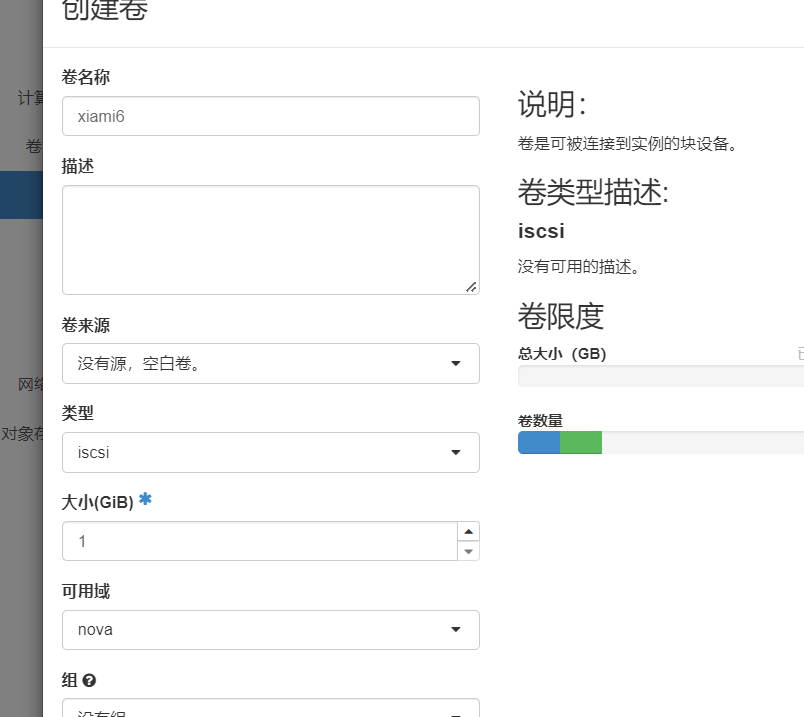 创建卷
计算
卷
网络
对象存
卷名称
xiami6
描述
卷来源
没有源，空白卷。
类型
iscsi
大小(GiB) *
1
可用域
nova
组
没有组
说明：
卷是可被连接到实例的块设备。
卷类型描述:
iscsi
没有可用的描述。
卷限度
总大小（GB）
卷数量